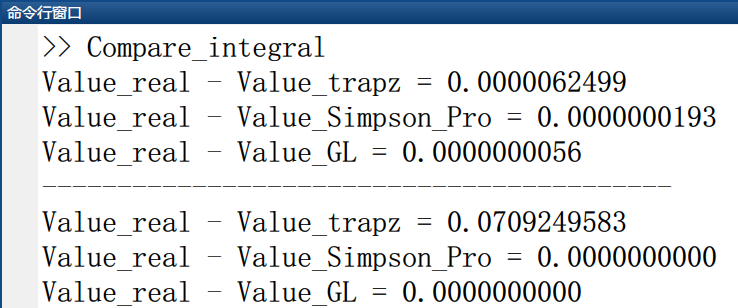 命令行窗口
>> Compare_integral
Value_real - Value_trapz = 0.0000062499
Value_real - Value_Simpson_Pro = 0.0000000193
Value_real - Value_GL = 0.0000000056
------------------------------------------
Value_real - Value_trapz = 0.0709249583
Value_real - Value_Simpson_Pro = 0.0000000000
Value_real - Value_GL = 0.0000000000